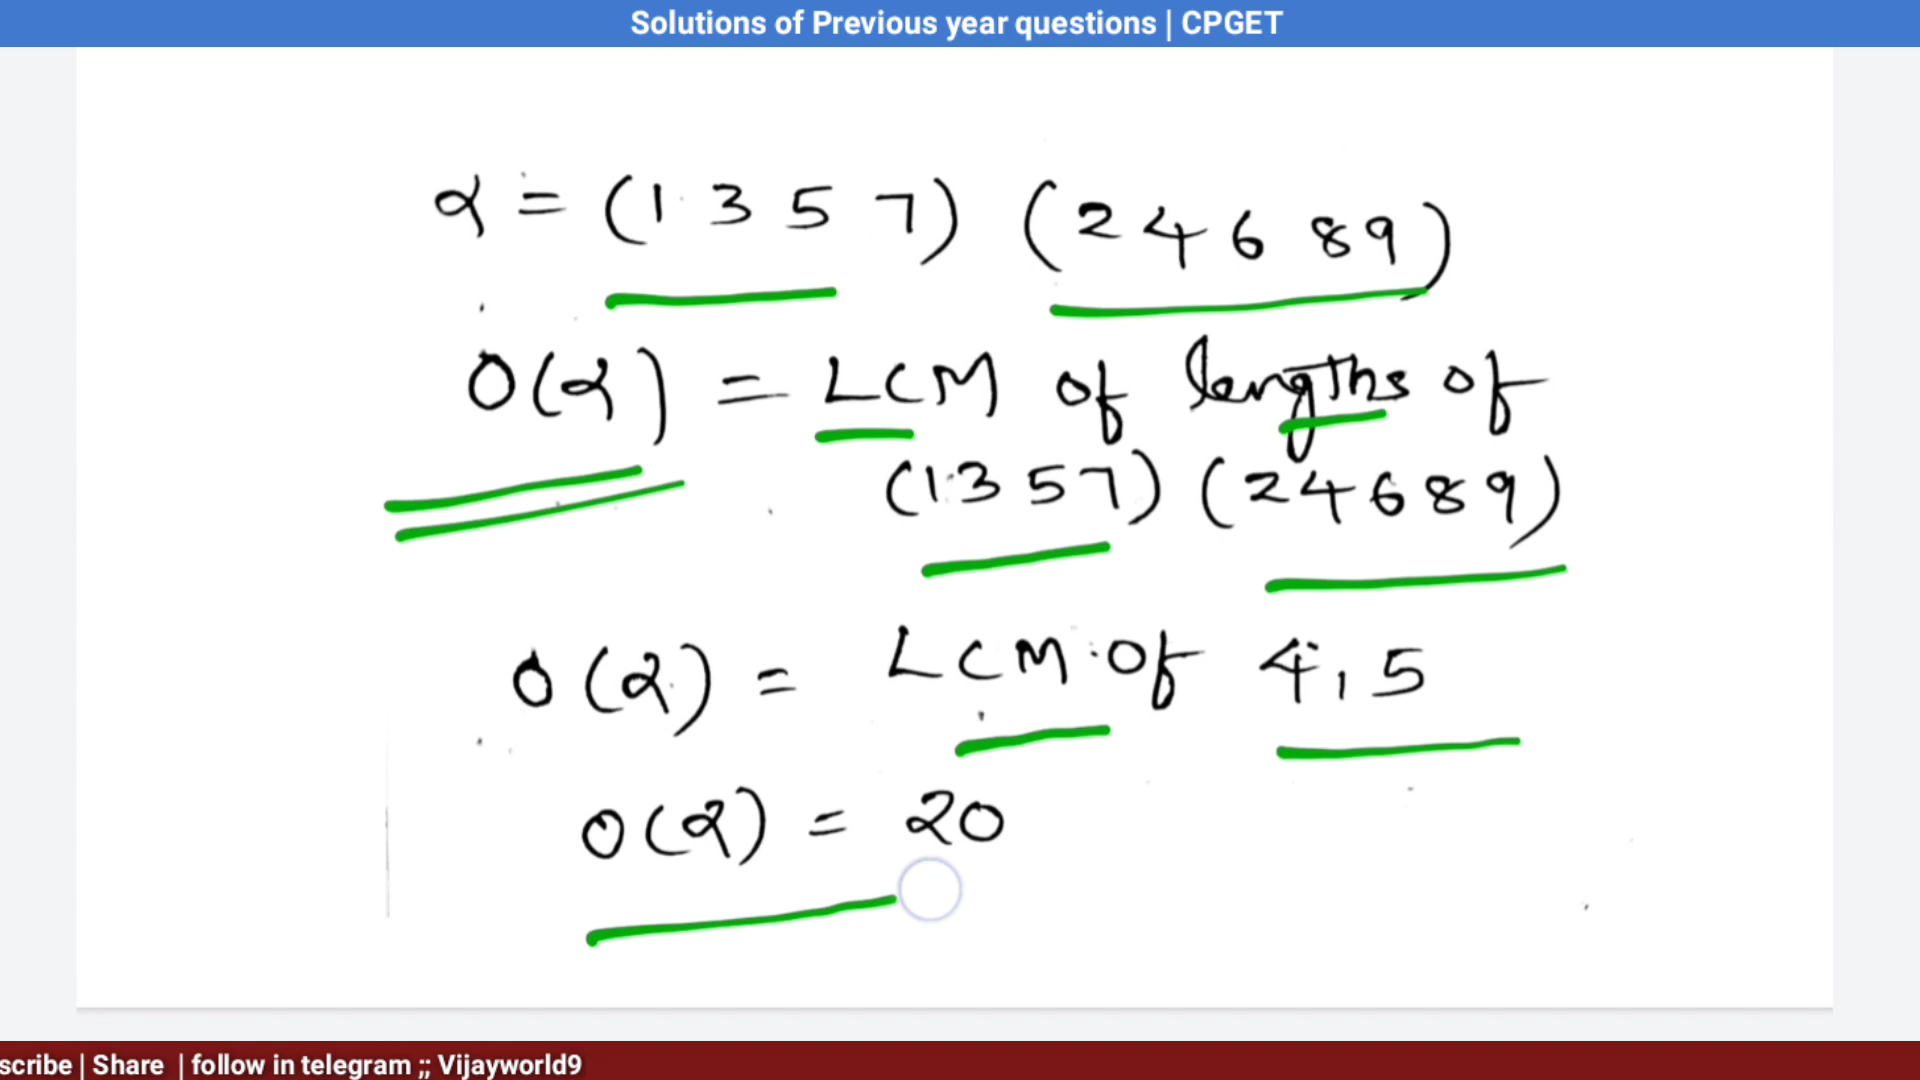 Solutions of Previous year questions | CPGET
α = (1 3 5 7) (2 4 6 8 9)
O(α) = LCM of lengths of
(1 3 5 7) (2 4 6 8 9)
O(α) = LCM of 4, 5
O(α) = 20
scribe | Share | follow in telegram ;; Vijayworld9